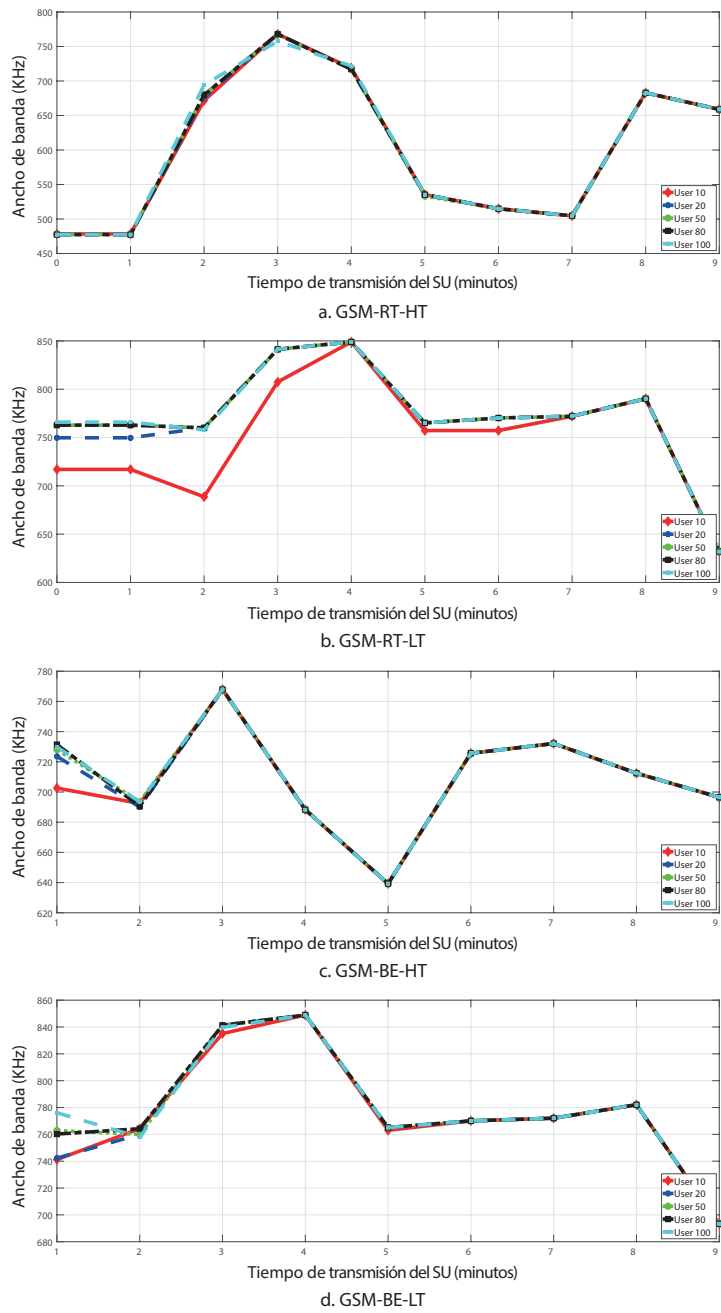 Ancho de banda (KHz)
800
750
700
650
600
550
500
450
0 1 2 3 4 5 6 7 8 9
User 10
User 20
User 50
User 80
User 100
Tiempo de transmisión del SU (minutos)
a. GSM-RT-HT
Ancho de banda (KHz)
850
800
750
700
650
600
0 1 2 3 4 5 6 7 8 9
User 10
User 20
User 50
User 80
User 100
Tiempo de transmisión del SU (minutos)
b. GSM-RT-LT
Ancho de banda (KHz)
780
760
740
720
700
680
660
640
620
1 2 3 4 5 6 7 8 9
User 10
User 20
User 50
User 80
User 100
Tiempo de transmisión del SU (minutos)
c. GSM-BE-HT
Ancho de banda (KHz)
860
840
820
800
780
760
740
720
700
680
1 2 3 4 5 6 7 8 9
User 10
User 20
User 50
User 80
User 100
Tiempo de transmisión del SU (minutos)
d. GSM-BE-LT